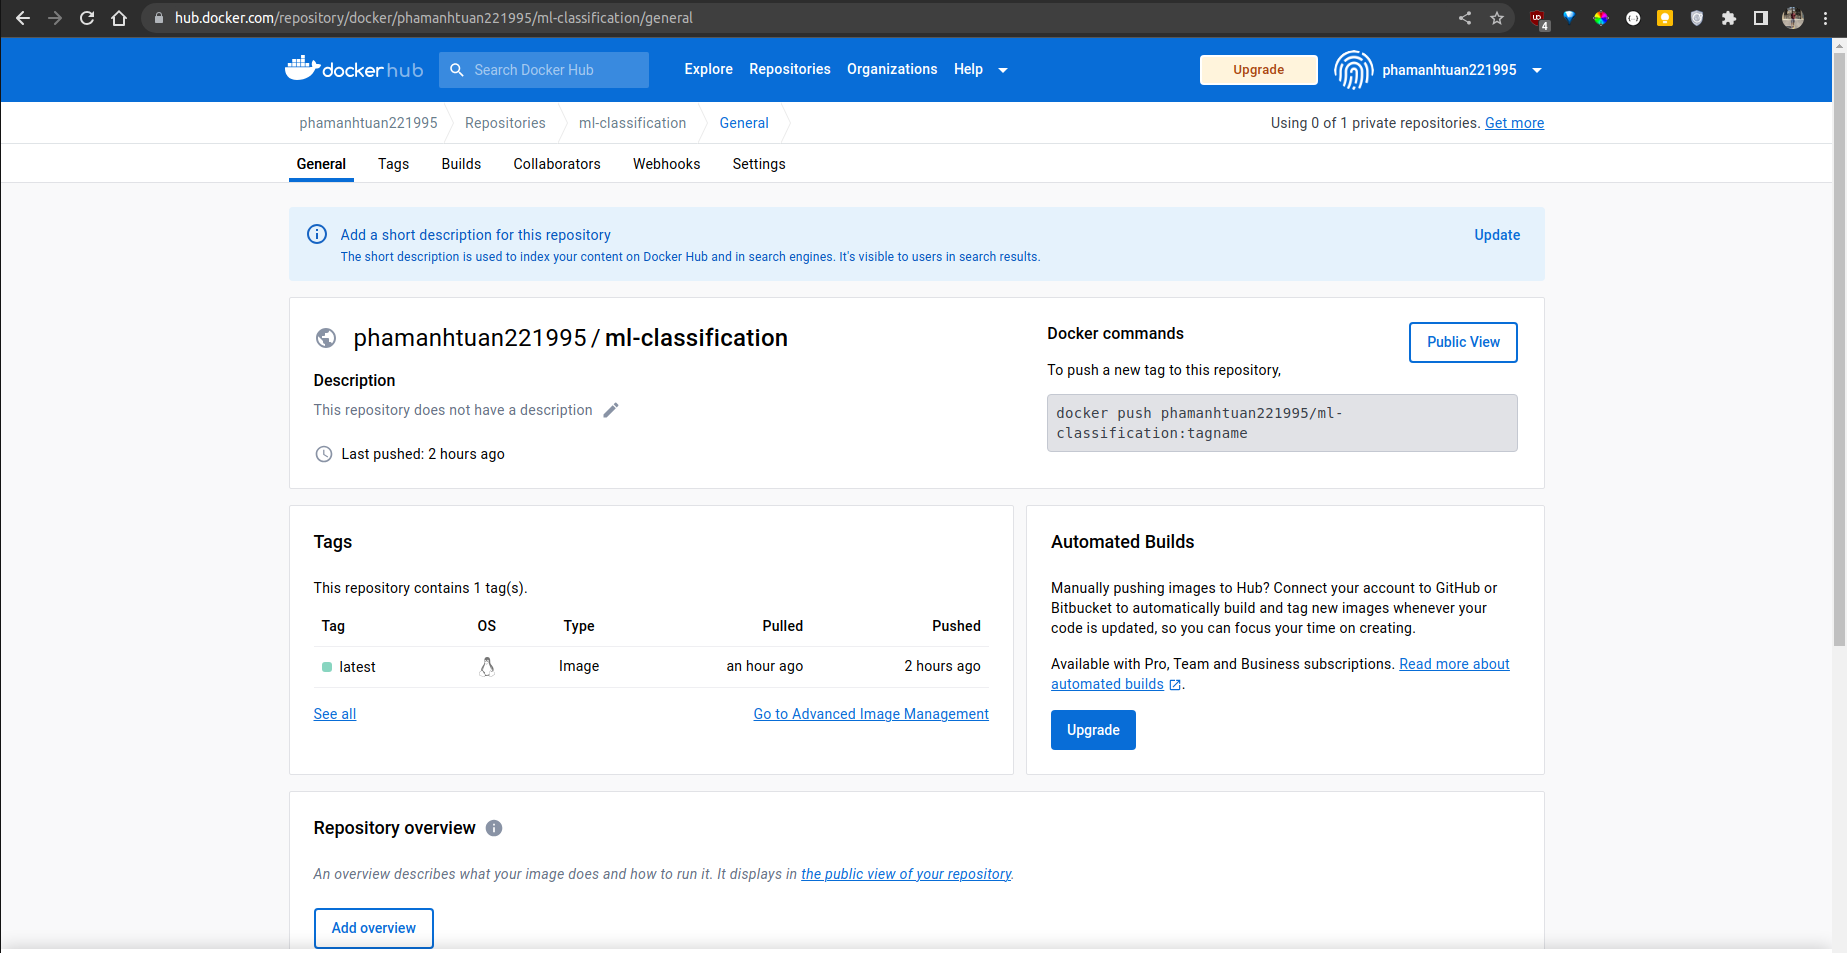 hub.docker.com/repository/docker/phamanhtuan221995/ml-classification/general
UD
4
docker hub
Search Docker Hub
Explore
Repositories
Organizations
Help
Upgrade
phamanhtuan221995
phamanhtuan221995
Repositories
ml-classification
General
Using 0 of 1 private repositories. Get more
General
Tags
Builds
Collaborators
Webhooks
Settings
Add a short description for this repository
Update
The short description is used to index your content on Docker Hub and in search engines. It's visible to users in search results.
phamanhtuan221995 / ml-classification
Description
This repository does not have a description
Last pushed: 2 hours ago
Docker commands
Public View
To push a new tag to this repository,
docker push phamanhtuan221995/ml-
classification:tagname
Tags
This repository contains 1 tag(s).
Tag OS Type Pulled Pushed
latest Image an hour ago 2 hours ago
See all
Go to Advanced Image Management
Automated Builds
Manually pushing images to Hub? Connect your account to GitHub or
Bitbucket to automatically build and tag new images whenever your
code is updated, so you can focus your time on creating.
Available with Pro, Team and Business subscriptions. Read more about
automated builds .
Upgrade
Repository overview
An overview describes what your image does and how to run it. It displays in the public view of your repository.
Add overview